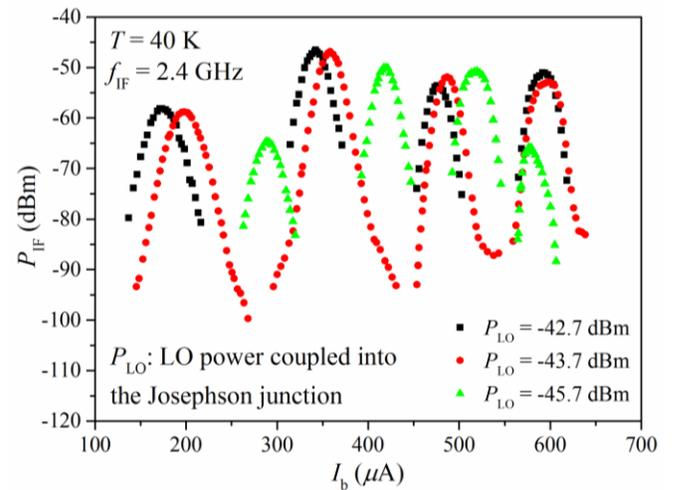 -40
-50
-60
-70
-80
-90
-100
-110
-120
P_IF (dBm)
T = 40 K
f_IF = 2.4 GHz
P_LO: LO power coupled into
the Josephson junction
P_LO = -42.7 dBm
P_LO = -43.7 dBm
P_LO = -45.7 dBm
100 200 300 400 500 600 700
I_b (μA)